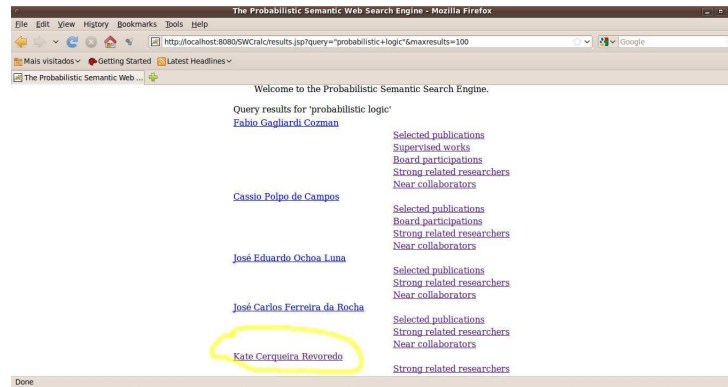 The Probabilistic Semantic Web Search Engine - Mozilla Firefox
File Edit View History Bookmarks Tools Help
http://localhost:8080/SWCralc/results.jsp?query="probabilistic+logic"&maxresults=100
Google
Mais visitados Getting Started Latest Headlines
The Probabilistic Semantic Web ...
Welcome to the Probabilistic Semantic Search Engine.
Query results for 'probabilistic logic'
Fabio Gagliardi Cozman
Selected publications
Supervised works
Board participations
Strong related researchers
Near collaborators
Cassio Polpo de Campos
Selected publications
Board participations
Strong related researchers
Near collaborators
José Eduardo Ochoa Luna
Selected publications
Strong related researchers
Near collaborators
José Carlos Ferreira da Rocha
Selected publications
Strong related researchers
Near collaborators
Kate Cerqueira Revoredo
Strong related researchers
Done